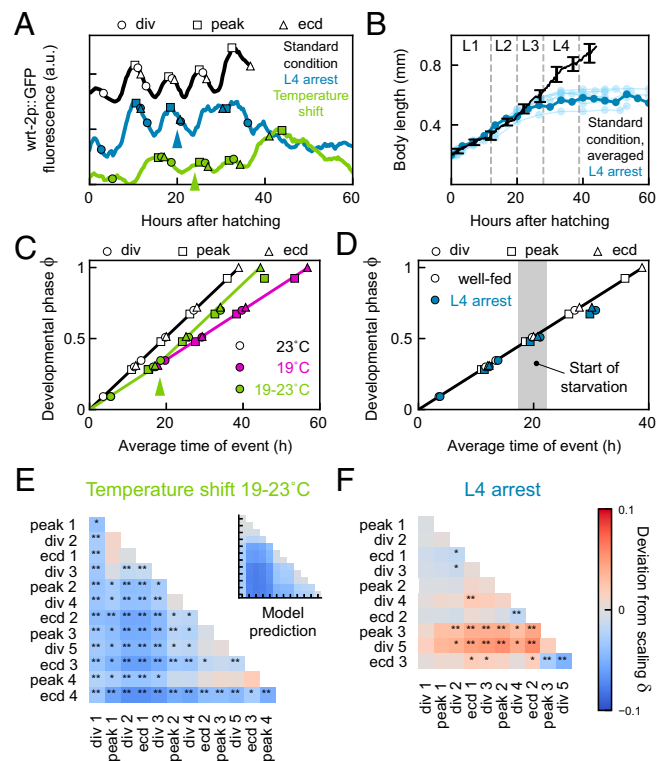 A
div peak ecd
wrt-2p::GFP
fluorescence (a.u.)
Standard
condition
L4 arrest
Temperature
shift
0 20 40 60
Hours after hatching
B
L1 L2 L3 L4
Body length (mm)
0.8
0.4
Standard
condition,
averaged
L4 arrest
0 20 40 60
Hours after hatching
C
div peak ecd
Developmental phase ϕ
1
0.5
0
23°C
19°C
19-23°C
0 20 40 60
Average time of event (h)
D
div peak ecd
well-fed
L4 arrest
Developmental phase ϕ
1
0.5
0
Start of
starvation
0 10 20 30 40
Average time of event (h)
E Temperature shift 19-23°C
peak 1 *
div 2 **
ecd 1 **
div 3 ** ** **
peak 2 ** * ** ** *
div 4 ** * ** ** **
ecd 2 ** ** ** ** ** * *
peak 3 ** * ** ** ** ** *
div 5 ** ** ** ** ** * **
ecd 3 ** * ** ** ** ** ** * **
peak 4 ** * ** ** *
ecd 4 ** ** ** ** ** ** ** ** ** ** ** **
div 1 peak 1 div 2 ecd 1 div 3 peak 2 div 4 ecd 2 peak 3 div 5 ecd 3 peak 4
Model
prediction
F L4 arrest
peak 1
div 2
ecd 1 *
div 3 *
peak 2
div 4 **
ecd 2 **
peak 3 ** ** ** ** * **
div 5 * ** ** ** * **
ecd 3 * * * ** **
div 1 peak 1 div 2 ecd 1 div 3 peak 2 div 4 ecd 2 peak 3 div 5
0.1
0
−0.1
Deviation from scaling δ